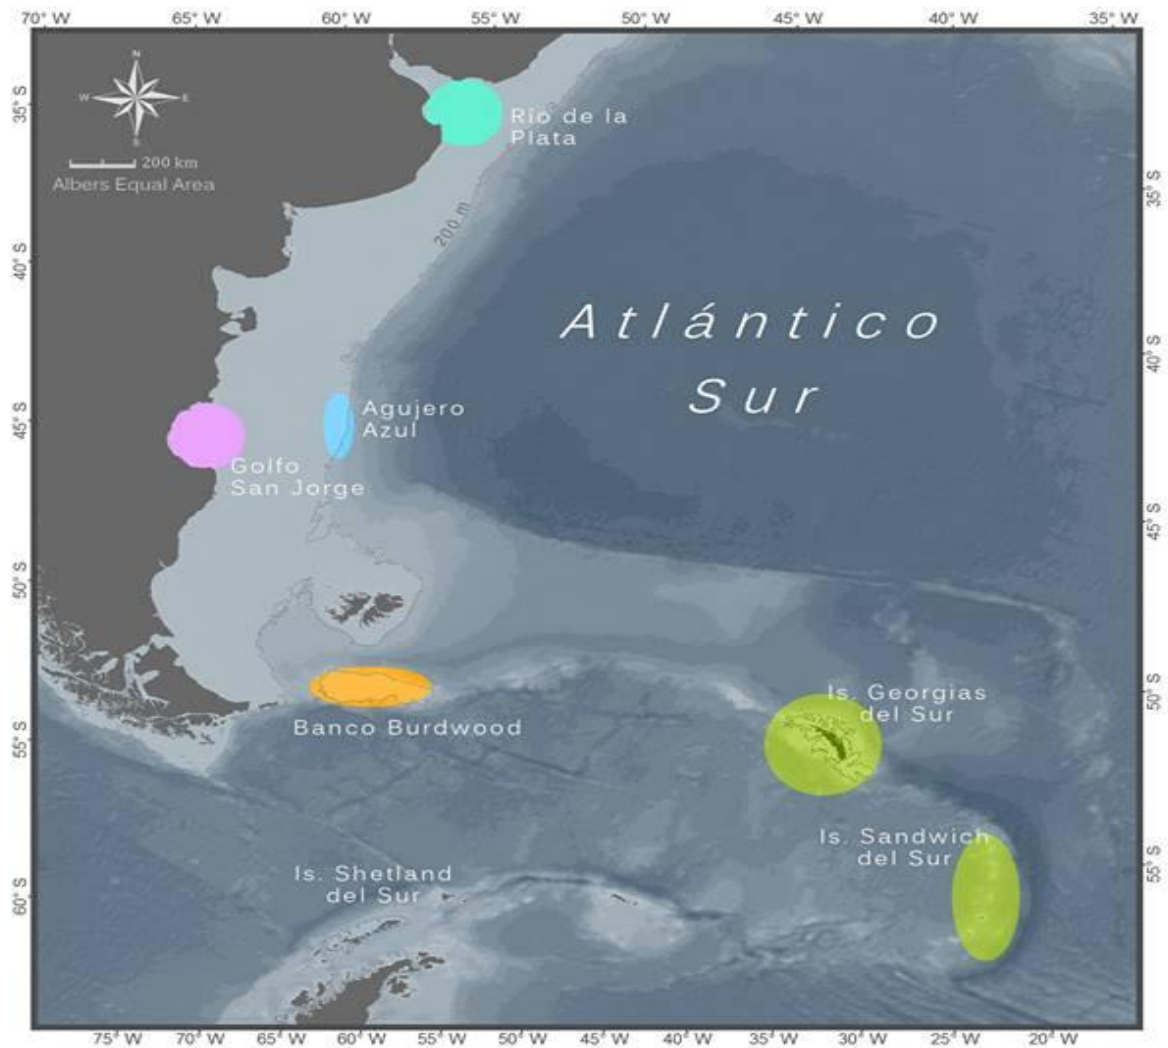 70° W 65° W 60° W 55° W 50° W 45° W 40° W 35° W
N
W E
S
200 km
Albers Equal Area
35° S
40° S
45° S
50° S
55° S
60° S
Río de la
Plata
200 m
Atlántico
Sur
Agujero
Azul
Golfo
San Jorge
Banco Burdwood
Is. Georgias
del Sur
Is. Sandwich
del Sur
Is. Shetland
del Sur
35° S
40° S
45° S
50° S
55° S
75° W 70° W 65° W 60° W 55° W 50° W 45° W 40° W 35° W 30° W 25° W 20° W